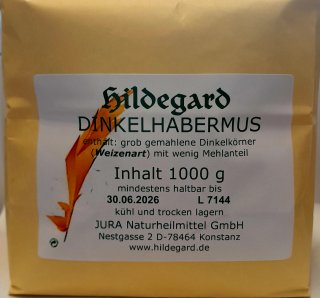 Hildegard
DINKELHABERMUS
enthält: grob gemahlene Dinkelkörner
(Weizenart) mit wenig Mehlanteil
Inhalt 1000 g
mindestens haltbar bis
30.06.2026 L 7144
kühl und trocken lagern
JURA Naturheilmittel GmbH
Nestgasse 2 D-78464 Konstanz
www.hildegard.de